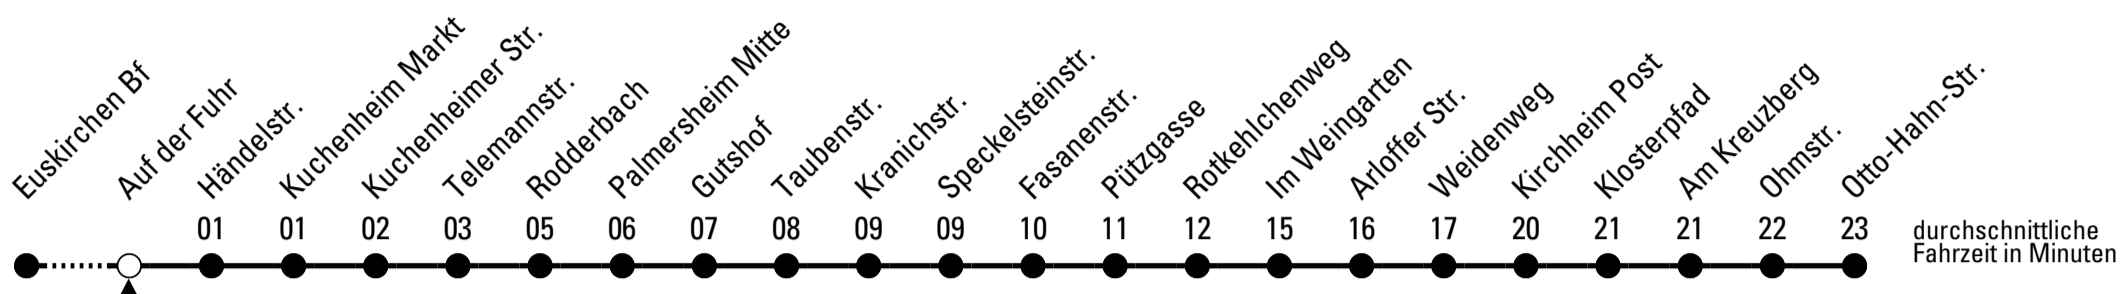 Euskirchen Bf
Auf der Fuhr
Händelstr.
Kuchenheim Markt
Kuchenheimer Str.
Telemannstr.
Rodderbach
Palmersheim Mitte
Gutshof
Taubenstr.
Kranichstr.
Speckelsteinstr.
Fasanenstr.
Pützgasse
Rotkehlchenweg
Im Weingarten
Arloffer Str.
Weidenweg
Kirchheim Post
Klosterpfad
Am Kreuzberg
Ohmstr.
Otto-Hahn-Str.
01 01 02 03 05 06 07 08 09 09 10 11 12 15 16 17 20 21 21 22 23
durchschnittliche
Fahrzeit in Minuten